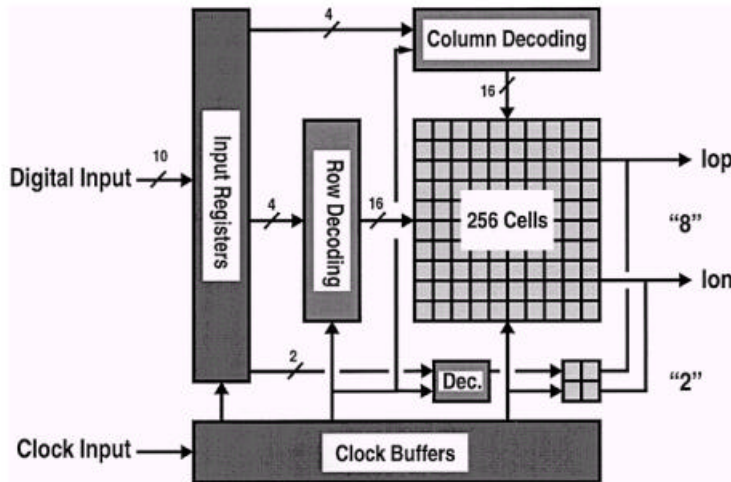 4
Column Decoding
16
10
Digital Input
Input Registers
4
Row Decoding
16
256 Cells
Iop
“8”
Ion
2
Dec.
“2”
Clock Input
Clock Buffers